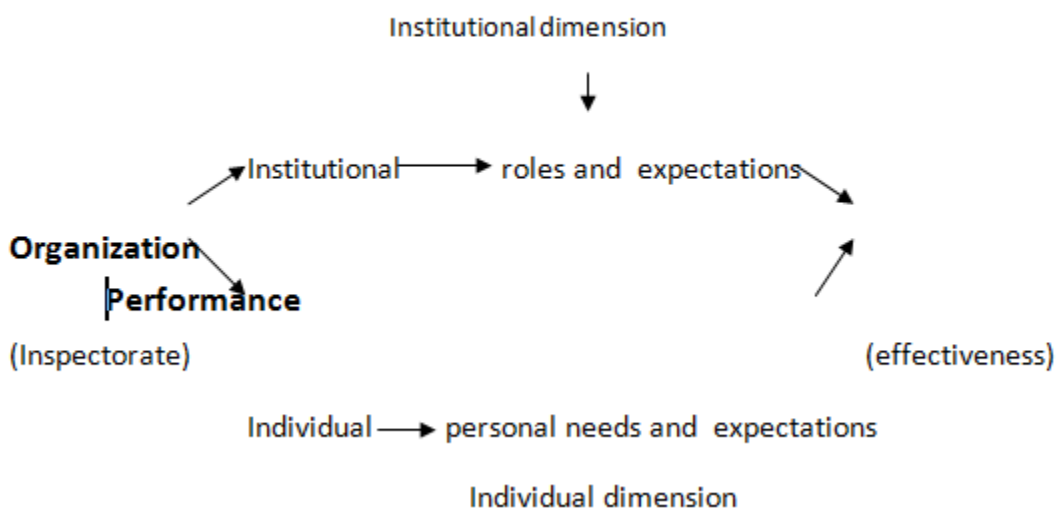 Institutional dimension
Institutional roles and expectations
Organization
Performance
(Inspectorate) (effectiveness)
Individual personal needs and expectations
Individual dimension